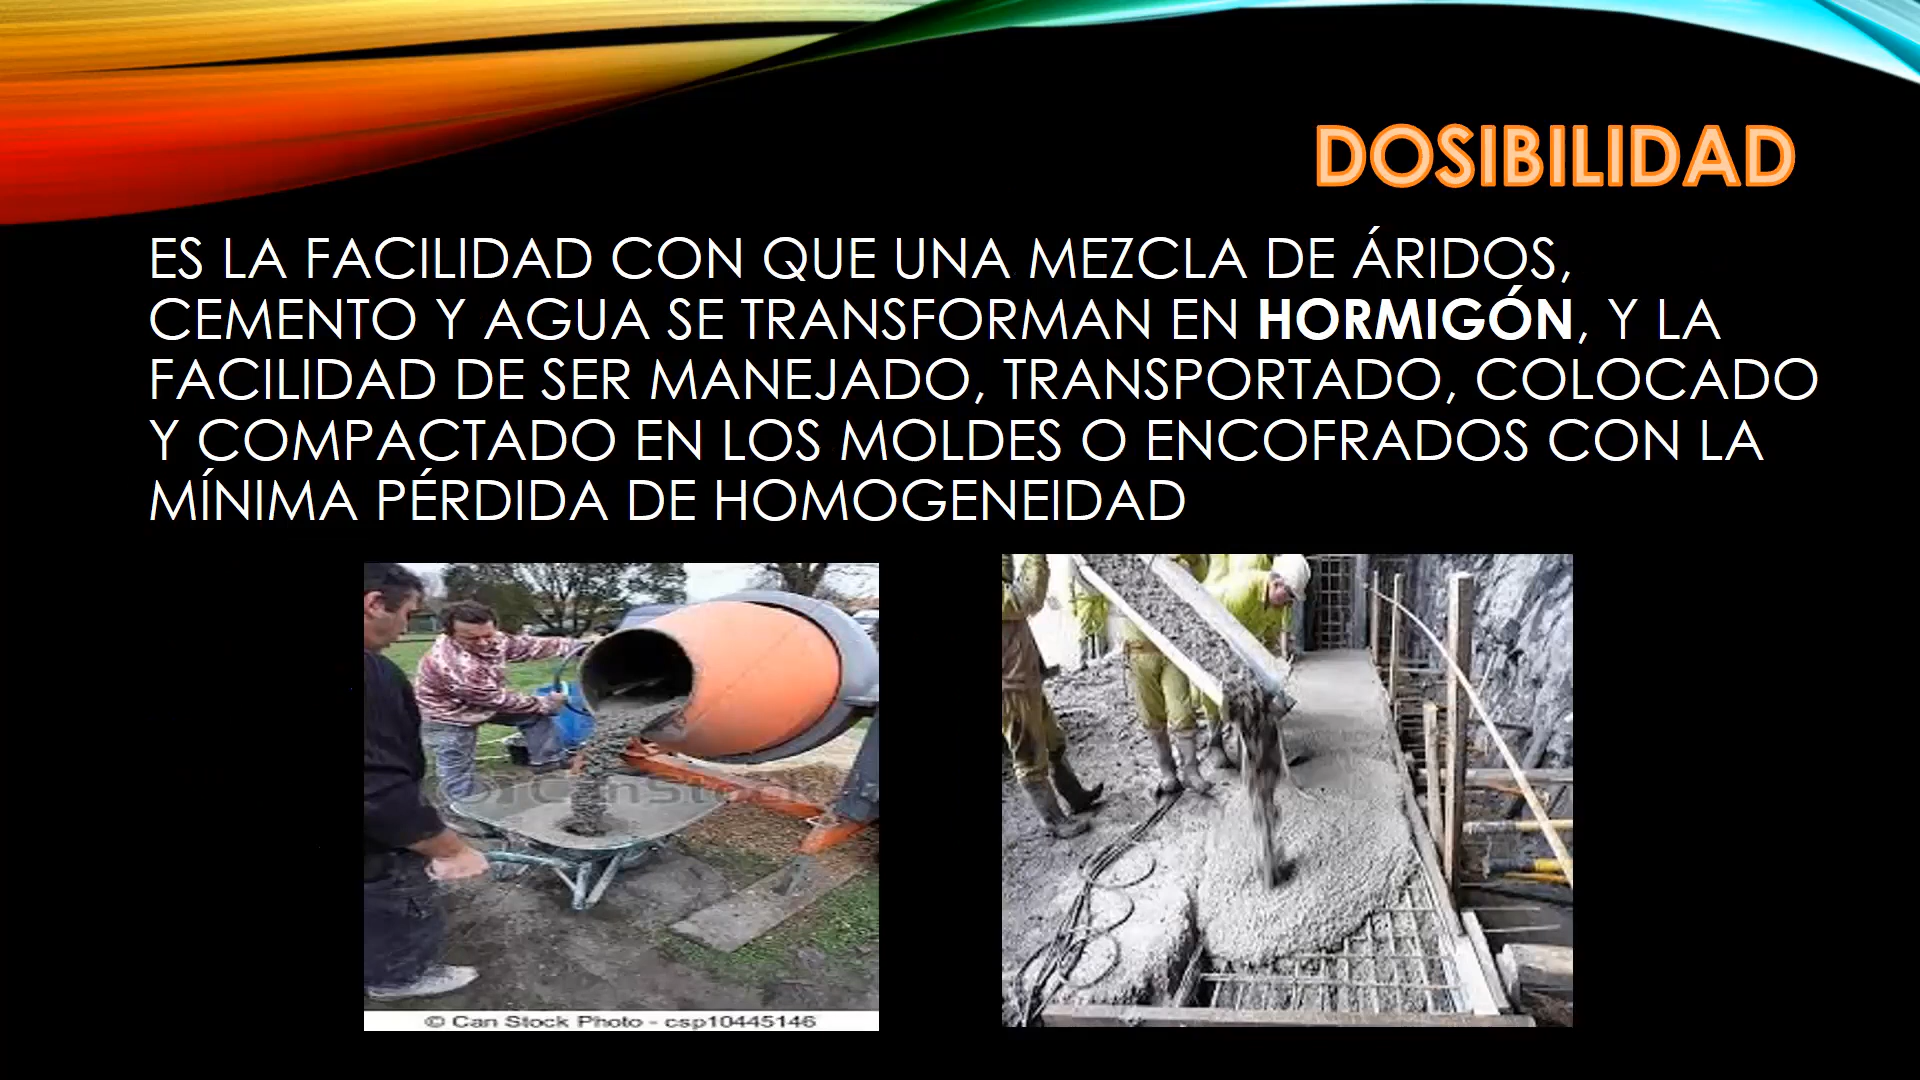 DOSIBILIDAD
ES LA FACILIDAD CON QUE UNA MEZCLA DE ÁRIDOS,
CEMENTO Y AGUA SE TRANSFORMAN EN HORMIGÓN, Y LA
FACILIDAD DE SER MANEJADO, TRANSPORTADO, COLOCADO
Y COMPACTADO EN LOS MOLDES O ENCOFRADOS CON LA
MÍNIMA PÉRDIDA DE HOMOGENEIDAD
© CanStock
© Can Stock Photo - csp10445146